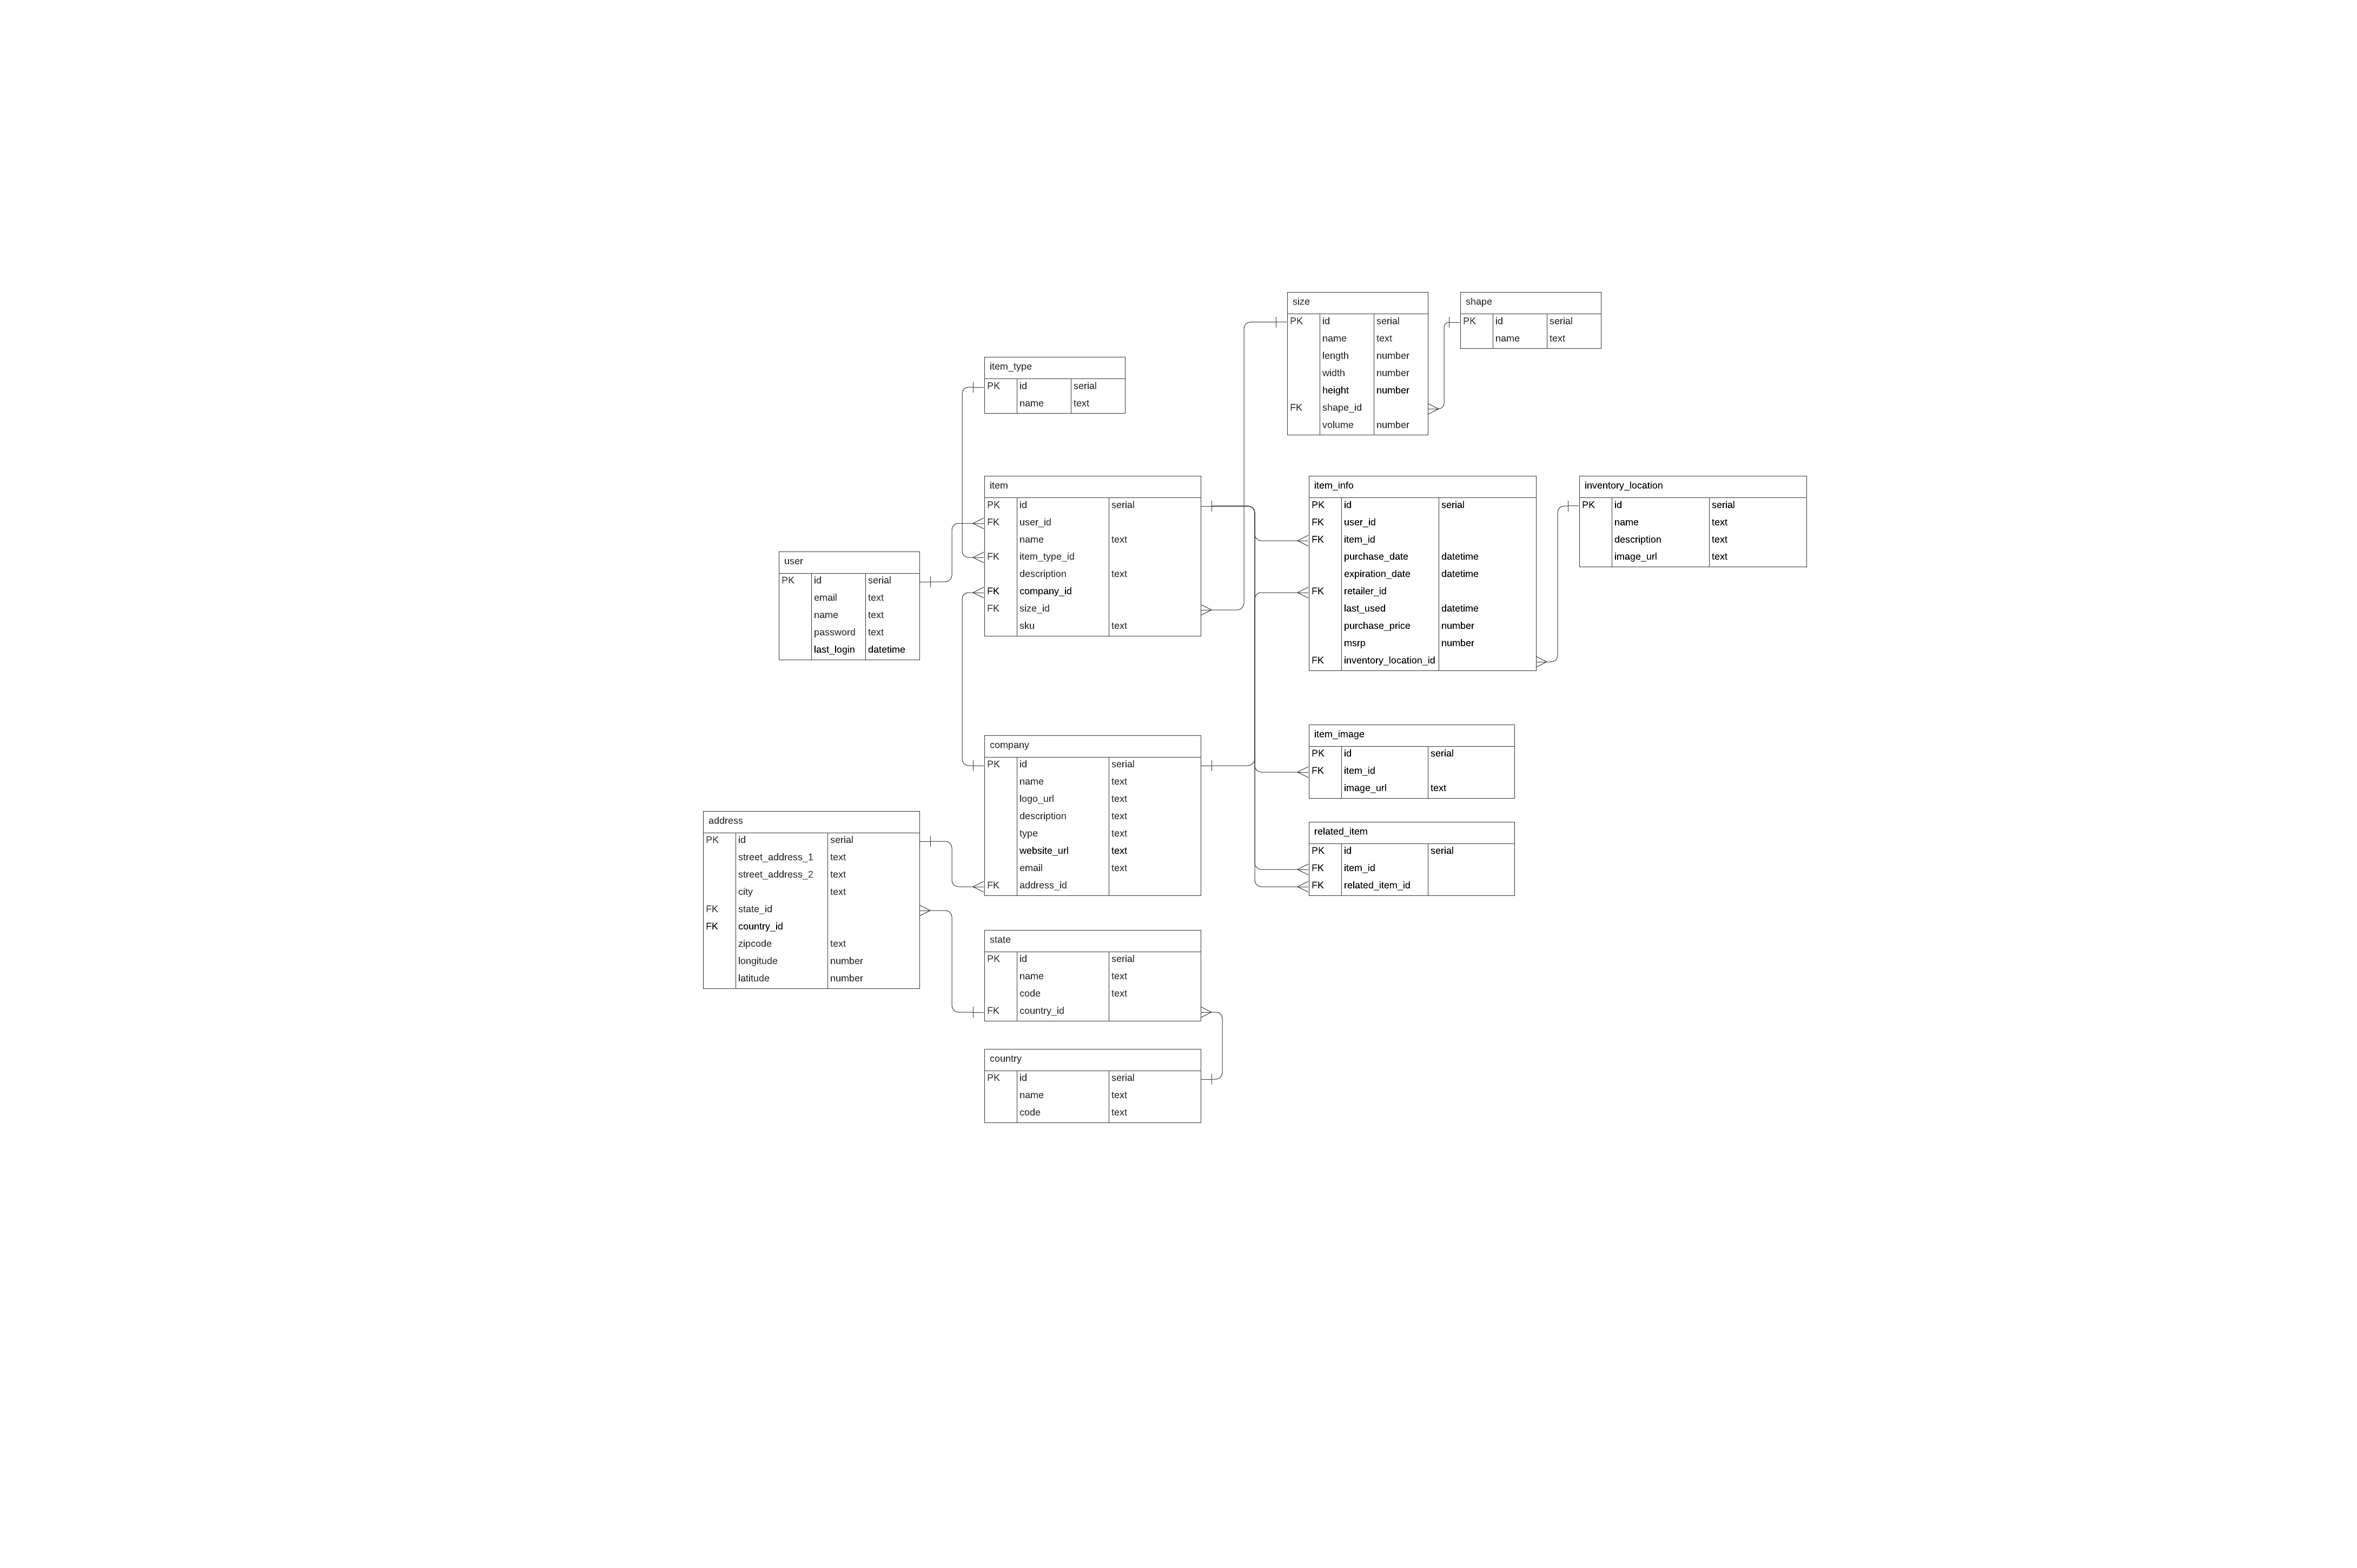 size
PK id serial
name text
length number
width number
height number
FK shape_id
volume number
shape
PK id serial
name text
item_type
PK id serial
name text
item
PK id serial
FK user_id
name text
FK item_type_id
description text
FK company_id
FK size_id
sku text
item_info
PK id serial
FK user_id
FK item_id
purchase_date datetime
expiration_date datetime
FK retailer_id
last_used datetime
purchase_price number
msrp number
FK inventory_location_id
inventory_location
PK id serial
name text
description text
image_url text
user
PK id serial
email text
name text
password text
last_login datetime
company
PK id serial
name text
logo_url text
description text
type text
website_url text
email text
FK address_id
item_image
PK id serial
FK item_id
image_url text
related_item
PK id serial
FK item_id
FK related_item_id
address
PK id serial
street_address_1 text
street_address_2 text
city text
FK state_id
FK country_id
zipcode text
longitude number
latitude number
state
PK id serial
name text
code text
FK country_id
country
PK id serial
name text
code text